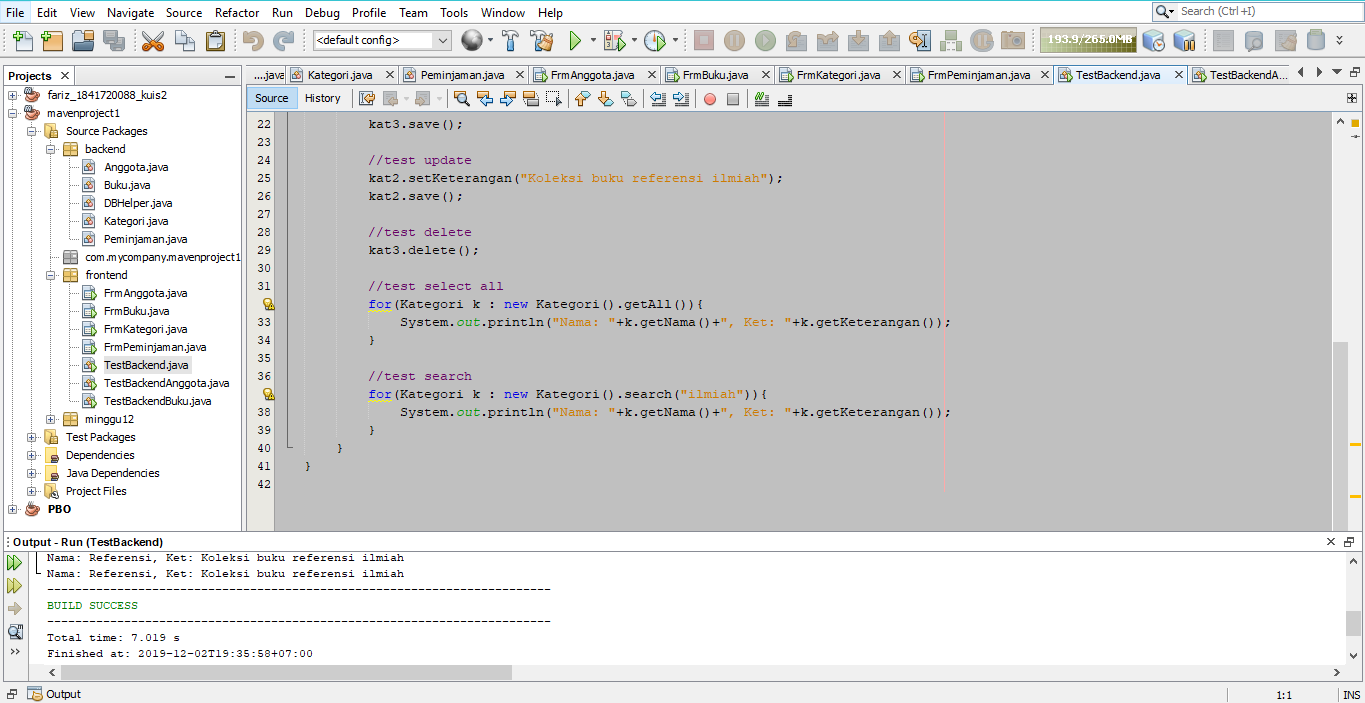 File Edit View Navigate Source Refactor Run Debug Profile Team Tools Window Help Search (Ctrl+I)
<default config> 193.9/265.0MB
Projects ....java Kategori.java Peminjaman.java FrmAnggota.java FrmBuku.java FrmKategori.java FrmPeminjaman.java TestBackend.java TestBackendA...
Source History
fariz_1841720088_kuis2
mavenproject1
Source Packages
backend
Anggota.java
Buku.java
DBHelper.java
Kategori.java
Peminjaman.java
com.mycompany.mavenproject1
frontend
FrmAnggota.java
FrmBuku.java
FrmKategori.java
FrmPeminjaman.java
TestBackend.java
TestBackendAnggota.java
TestBackendBuku.java
minggu12
Test Packages
Dependencies
Java Dependencies
Project Files
PBO
22 kat3.save();
23
24 //test update
25 kat2.setKeterangan("Koleksi buku referensi ilmiah");
26 kat2.save();
27
28 //test delete
29 kat3.delete();
30
31 //test select all
for(Kategori k : new Kategori().getAll()){
33 System.out.println("Nama: "+k.getNama()+", Ket: "+k.getKeterangan());
34 }
35
36 //test search
for(Kategori k : new Kategori().search("ilmiah")){
38 System.out.println("Nama: "+k.getNama()+", Ket: "+k.getKeterangan());
39 }
40 }
41 }
42
Output - Run (TestBackend)
Nama: Referensi, Ket: Koleksi buku referensi ilmiah
Nama: Referensi, Ket: Koleksi buku referensi ilmiah
------------------------------------------------------------------------
BUILD SUCCESS
------------------------------------------------------------------------
Total time: 7.019 s
Finished at: 2019-12-02T19:35:58+07:00
Output 1:1 INS